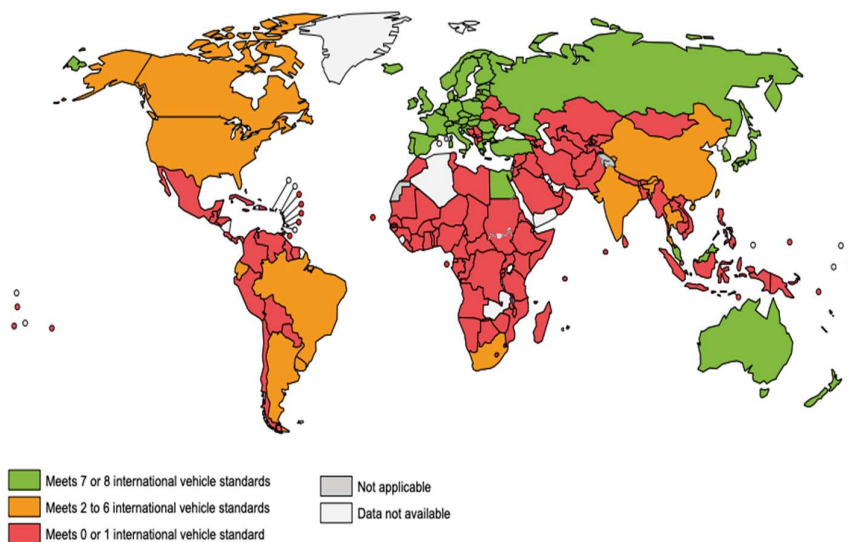 Meets 7 or 8 international vehicle standards
Meets 2 to 6 international vehicle standards
Meets 0 or 1 international vehicle standard
Not applicable
Data not available